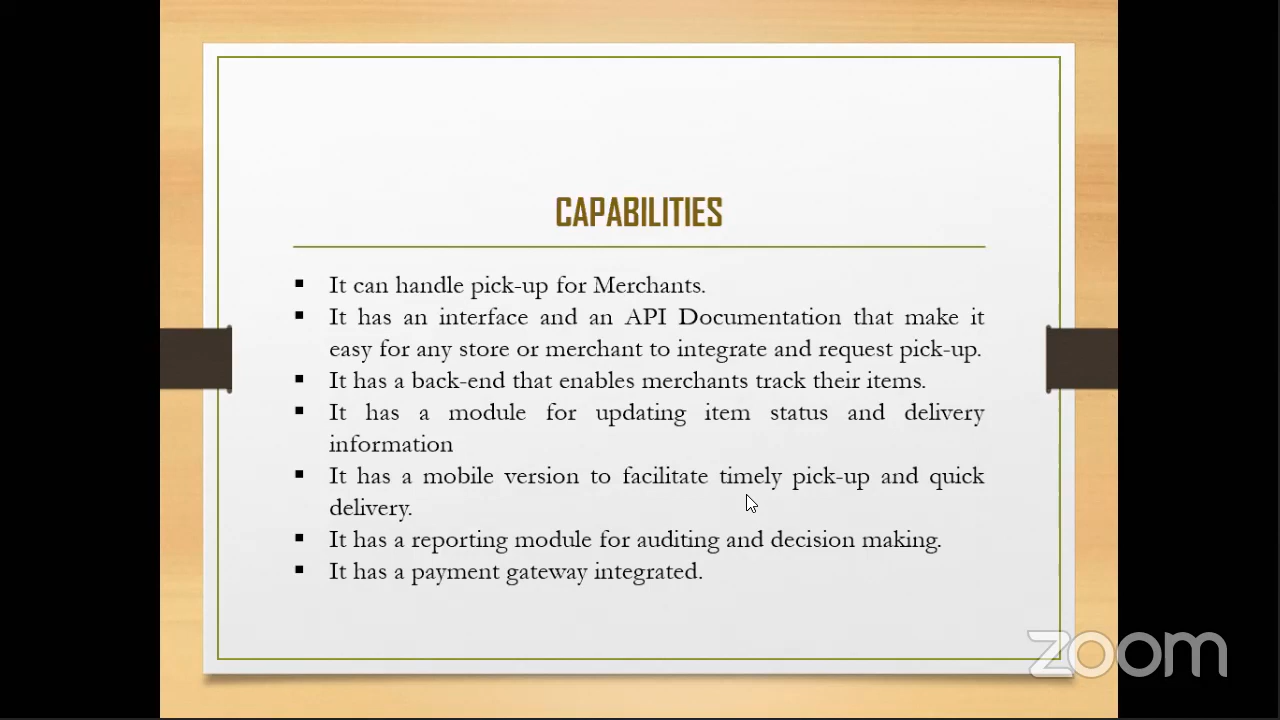 CAPABILITIES
▪ It can handle pick-up for Merchants.
▪ It has an interface and an API Documentation that make it
easy for any store or merchant to integrate and request pick-up.
▪ It has a back-end that enables merchants track their items.
▪ It has a module for updating item status and delivery
information
▪ It has a mobile version to facilitate timely pick-up and quick
delivery.
▪ It has a reporting module for auditing and decision making.
▪ It has a payment gateway integrated.
zoom